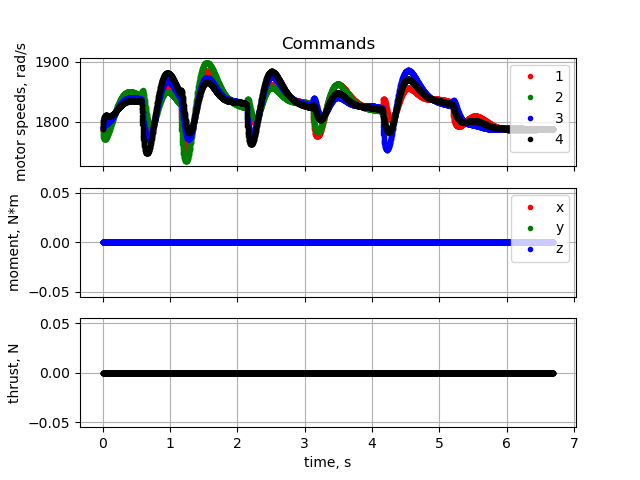 Commands
motor speeds, rad/s
1900
1800
1
2
3
4
moment, N*m
0.05
0.00
−0.05
x
y
z
thrust, N
0.05
0.00
−0.05
0 1 2 3 4 5 6 7
time, s